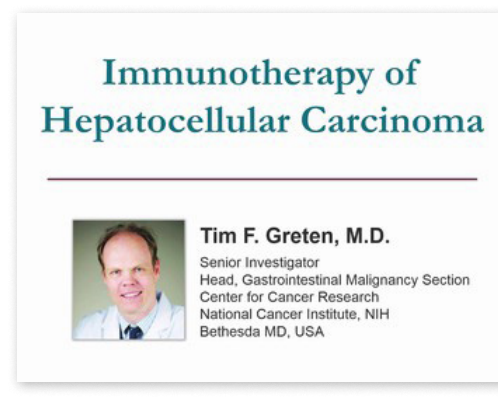 Immunotherapy of
Hepatocellular Carcinoma
Tim F. Greten, M.D.
Senior Investigator
Head, Gastrointestinal Malignancy Section
Center for Cancer Research
National Cancer Institute, NIH
Bethesda MD, USA